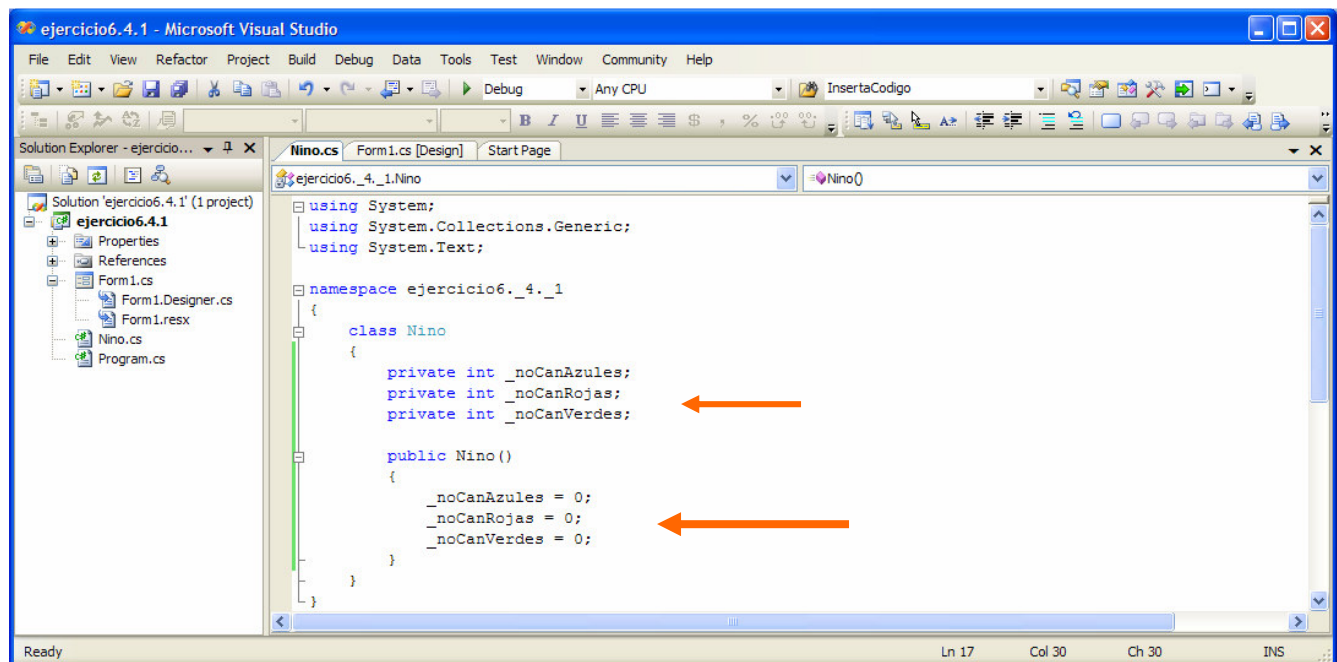 ejercicio6.4.1 - Microsoft Visual Studio
File Edit View Refactor Project Build Debug Data Tools Test Window Community Help
Debug Any CPU InsertaCodigo
B I U
Solution Explorer - ejercicio...
Nino.cs Form1.cs [Design] Start Page
ejercicio6._4._1.Nino Nino()
Solution 'ejercicio6.4.1' (1 project)
ejercicio6.4.1
Properties
References
Form1.cs
Form1.Designer.cs
Form1.resx
Nino.cs
Program.cs
using System;
using System.Collections.Generic;
using System.Text;
namespace ejercicio6._4._1
{
class Nino
{
private int _noCanAzules;
private int _noCanRojas;
private int _noCanVerdes;
public Nino()
{
_noCanAzules = 0;
_noCanRojas = 0;
_noCanVerdes = 0;
}
}
}
Ready Ln 17 Col 30 Ch 30 INS